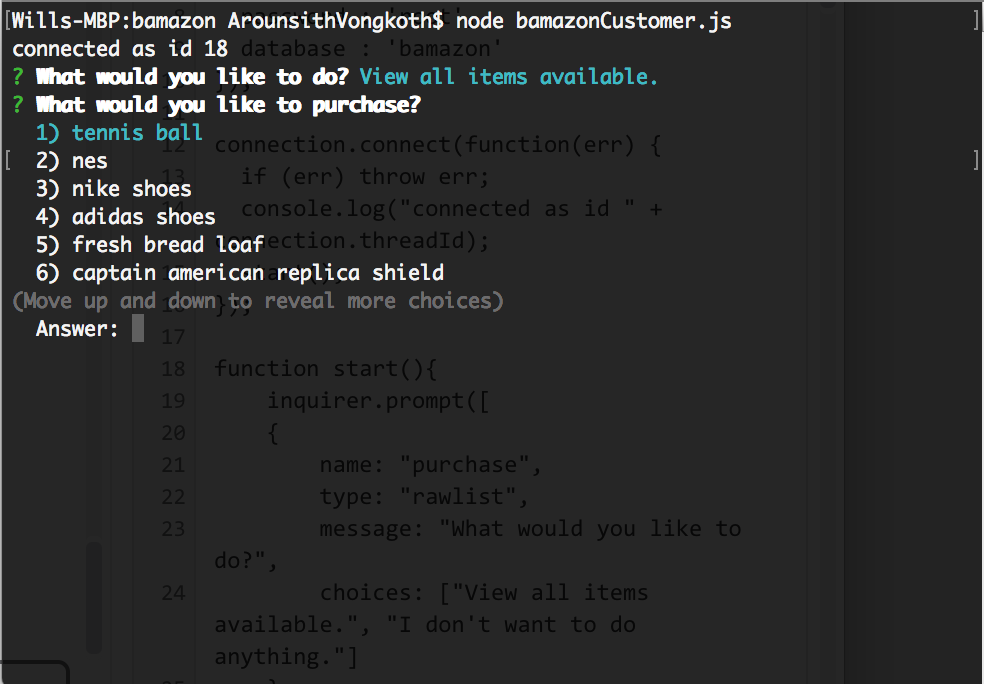 [Wills-MBP:bamazon ArounsithVongkoth$ node bamazonCustomer.js ]
connected as id 18
? What would you like to do? View all items available.
? What would you like to purchase?
1) tennis ball
[ 2) nes ]
3) nike shoes
4) adidas shoes
5) fresh bread loaf
6) captain american replica shield
(Move up and down to reveal more choices)
Answer:
database : 'bamazon'
12 connection.connect(function(err) {
13 if (err) throw err;
console.log("connected as id " +
connection.threadId);
});
17
18 function start(){
19 inquirer.prompt([
20 {
21 name: "purchase",
22 type: "rawlist",
23 message: "What would you like to
do?",
24 choices: ["View all items
available.", "I don't want to do
anything."]